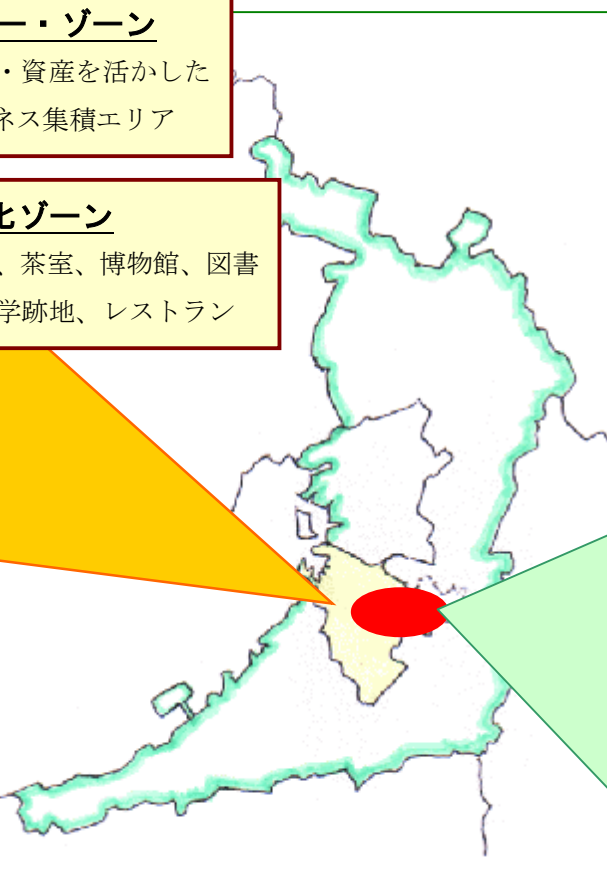 ー・ゾーン
・資産を活かした
ネス集積エリア
ゾーン
、茶室、博物館、図書
学跡地、レストラン